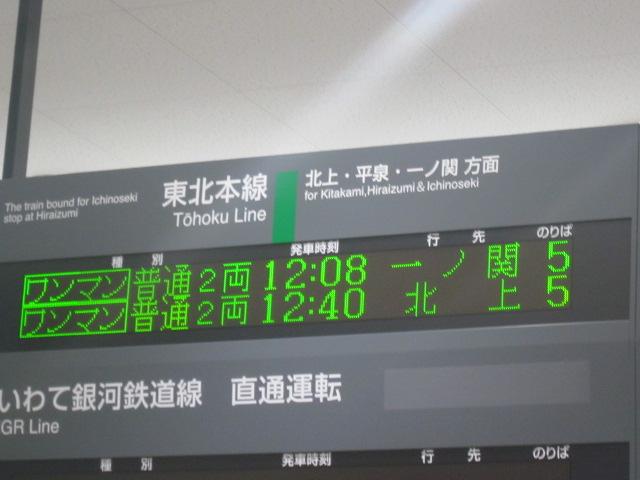 The train bound for Ichinoseki
stop at Hiraizumi
東北本線
Tōhoku Line
北上・平泉・一ノ関 方面
for Kitakami,Hiraizumi & Ichinoseki
種 別 発車時刻 行 先 のりば
ワンマン 普通 2両 12:08 一ノ関 5
ワンマン 普通 2両 12:40 北 上 5
いわて銀河鉄道線 直通運転
GR Line
種 別 発車時刻 行 先 のりば